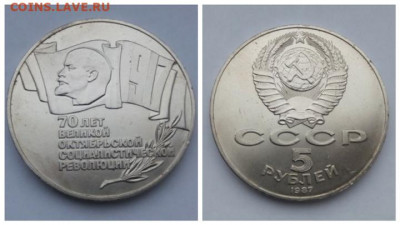 COINS.LAVE.RU
1917
70 ЛЕТ
ВЕЛИКОЙ
ОКТЯБРЬСКОЙ
СОЦИАЛИСТИЧЕСКОЙ
РЕВОЛЮЦИИ
СССР
5
РУБЛЕЙ
1987